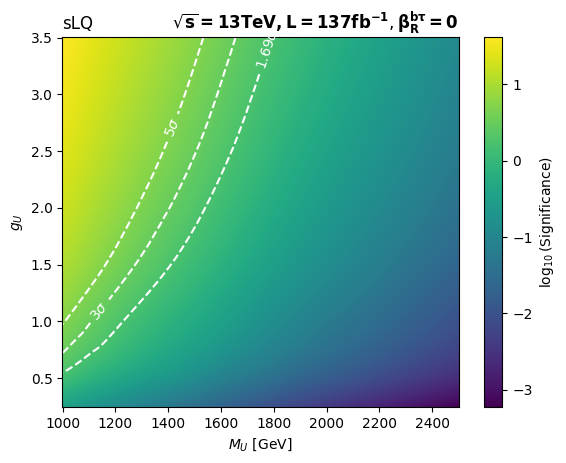 sLQ √s = 13TeV, L = 137fb⁻¹, β_R^{bτ} = 0
3.5
3.0
2.5
2.0
1.5
1.0
0.5
g_U
5σ
3σ
1.69σ
1000 1200 1400 1600 1800 2000 2200 2400
M_U [GeV]
1
0
−1
−2
−3
log₁₀(Significance)